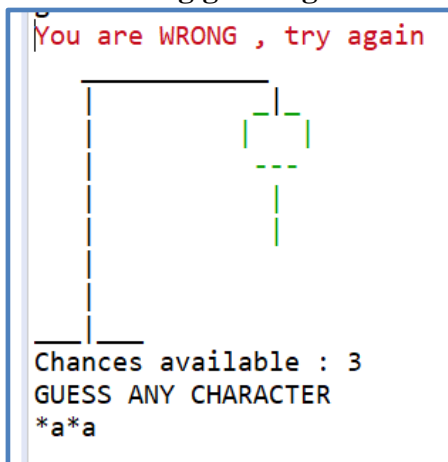 You are WRONG , try again
Chances available : 3
GUESS ANY CHARACTER
*a*a